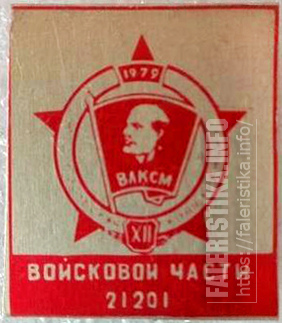 1979
ВЛКСМ
XII
ВОЙСКОВОЙ ЧАСТИ
21201
FALERISTIKA.INFO
https://faleristika.info/